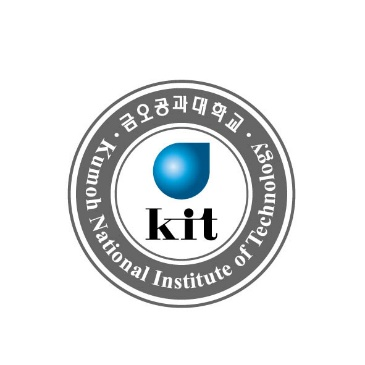 · 금오공과대학교 ·
kit
Kumoh National Institute of Technology